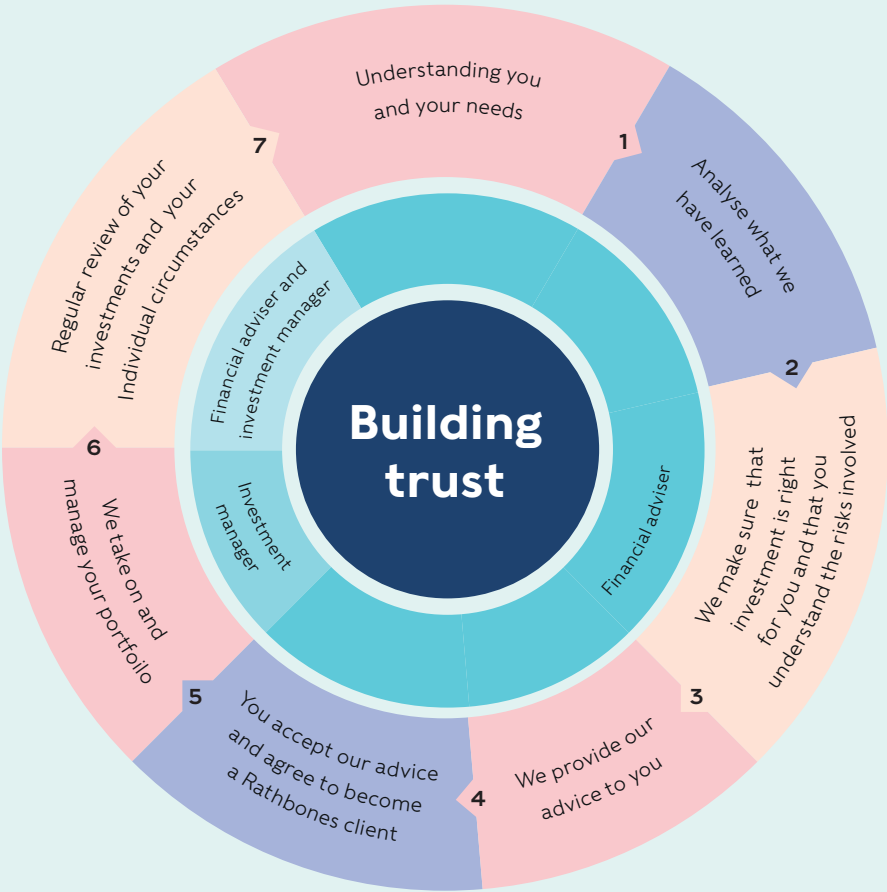 Understanding you
and your needs
1
Analyse what we
have learned
2
We make sure that
investment is right
for you and that you
understand the risks involved
3
We provide our
advice to you
4
You accept our advice
and agree to become
a Rathbones client
5
We take on and
manage your portfoilo
6
Regular review of your
investments and your
Individual circumstances
7
Financial adviser and
investment manager
Financial adviser
Investment
manager
Building
trust